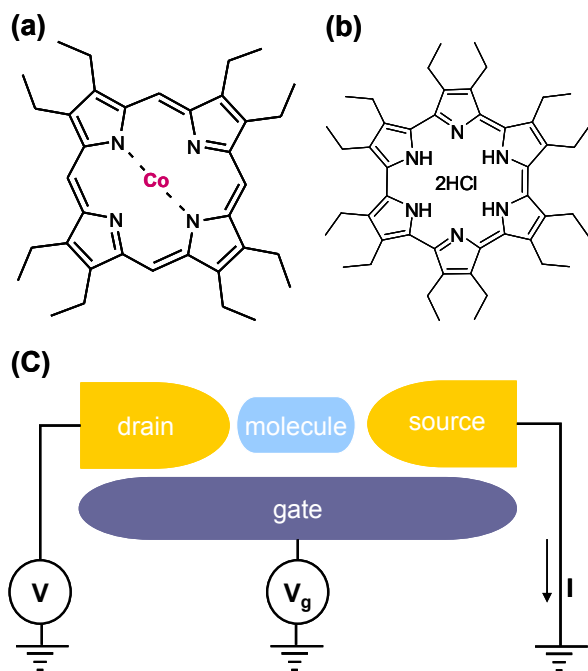 (a)
(b)
N
N
Co
N
N
N
NH
HN
2HCl
NH
HN
N
(C)
drain
molecule
source
gate
V
Vg
I